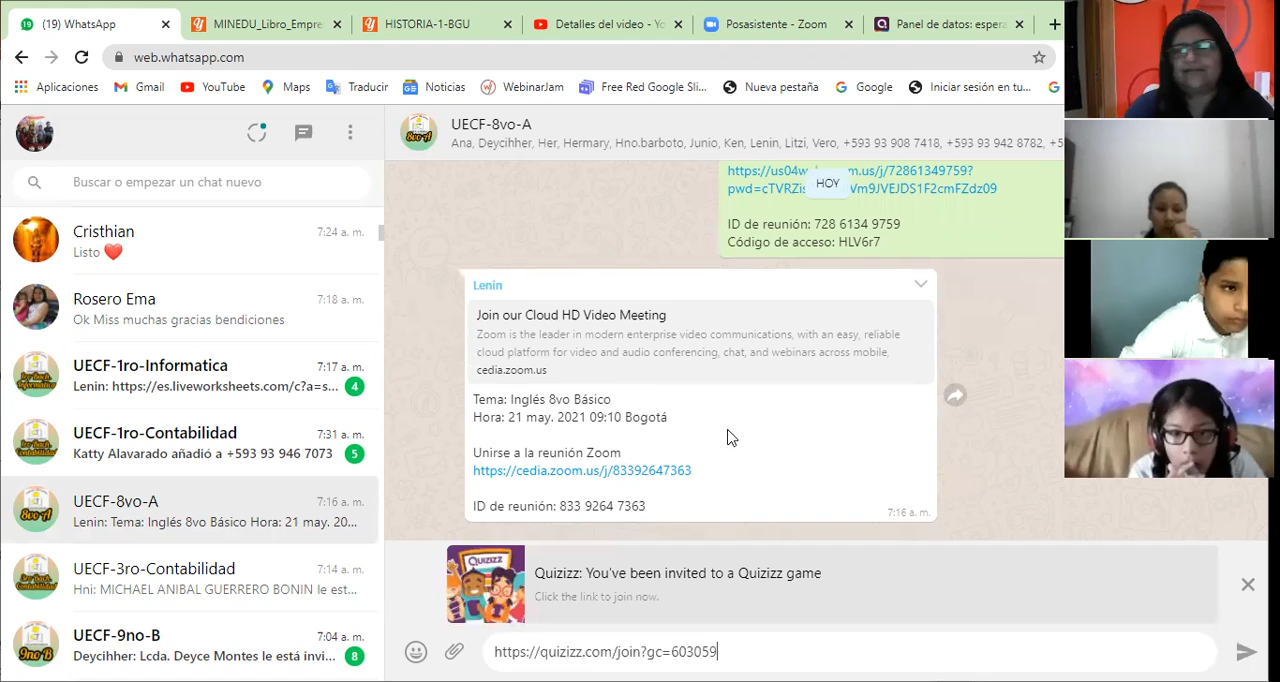 (19) WhatsApp
MINEDU_Libro_Empre
HISTORIA-1-BGU
Detalles del video - Yo
Posasistente - Zoom
Panel de datos: espera
web.whatsapp.com
Aplicaciones
Gmail
YouTube
Maps
Traducir
Noticias
WebinarJam
Free Red Google Sli...
Nueva pestaña
Google
Iniciar sesión en tu...
Buscar o empezar un chat nuevo
Cristhian
7:24 a. m.
Listo ❤️
Rosero Ema
7:18 a. m.
Ok Miss muchas gracias bendiciones
UECF-1ro-Informatica
7:17 a. m.
Lenin: https://es.liveworksheets.com/c?a=s...
4
UECF-1ro-Contabilidad
7:31 a. m.
Katty Alavarado añadió a +593 93 946 7073
5
UECF-8vo-A
7:16 a. m.
Lenin: Tema: Inglés 8vo Básico Hora: 21 may. 20...
UECF-3ro-Contabilidad
7:14 a. m.
Hni: MICHAEL ANIBAL GUERRERO BONIN le est...
UECF-9no-B
7:04 a. m.
Deycihher: Lcda. Deyce Montes le está invi...
8
UECF-8vo-A
Ana, Deycihher, Her, Hermary, Hno.barboto, Junio, Ken, Lenin, Litzi, Vero, +593 93 908 7418, +593 93 942 8782, +5
HOY
ID de reunión: 728 6134 9759
Código de acceso: HLV6r7
Lenin
Join our Cloud HD Video Meeting
Zoom is the leader in modern enterprise video communications, with an easy, reliable
cloud platform for video and audio conferencing, chat, and webinars across mobile,
cedia.zoom.us
Tema: Inglés 8vo Básico
Hora: 21 may. 2021 09:10 Bogotá
Unirse a la reunión Zoom
https://cedia.zoom.us/j/83392647363
ID de reunión: 833 9264 7363
7:16 a. m.
QUIZIZZ
Quizizz: You've been invited to a Quizizz game
Click the link to join now.
https://quizizz.com/join?gc=603059